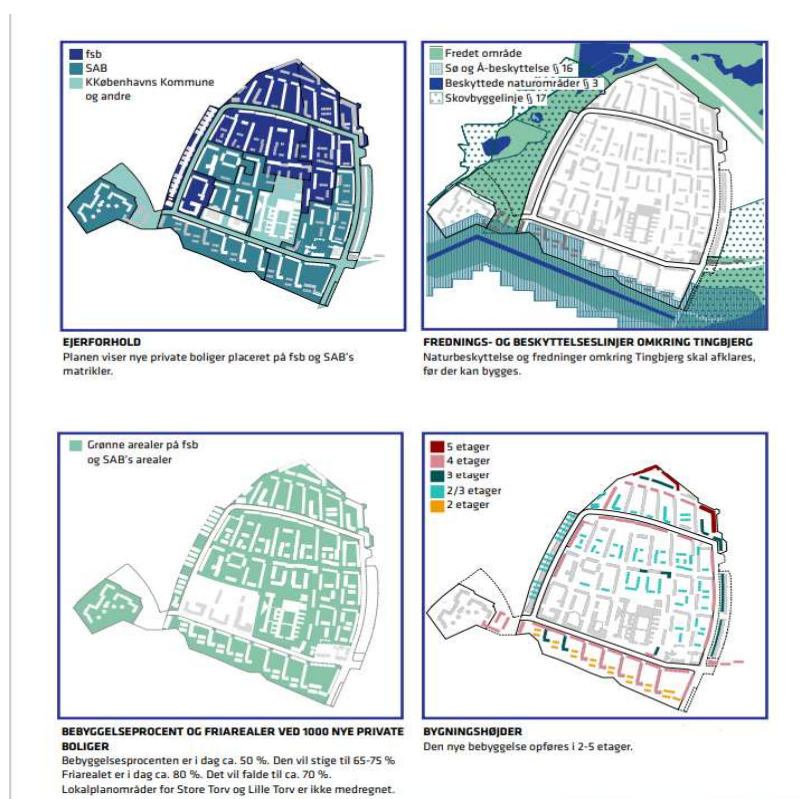 fsb
SAB
KKøbenhavns Kommune
og andre
EJERFORHOLD
Planen viser nye private boliger placeret på fsb og SAB's
matrikler.
Fredet område
Sø og Å-beskyttelse § 16
Beskyttede naturområder § 3
Skovbyggelinje § 17
FREDNINGS- OG BESKYTTELSESLINJER OMKRING TINGBJERG
Naturbeskyttelse og fredninger omkring Tingbjerg skal afklares,
før der kan bygges.
Grønne arealer på fsb
og SAB's arealer
BEBYGGELSEPROCENT OG FRIAREALER VED 1000 NYE PRIVATE
BOLIGER
Bebyggelsesprocenten er i dag ca. 50 %. Den vil stige til 65-75 %
Friarealet er i dag ca. 80 %. Det vil falde til ca. 70 %.
Lokalplanområder for Store Torv og Lille Torv er ikke medregnet.
5 etager
4 etager
3 etager
2/3 etager
2 etager
BYGNINGSHØJDER
Den nye bebyggelse opføres i 2-5 etager.